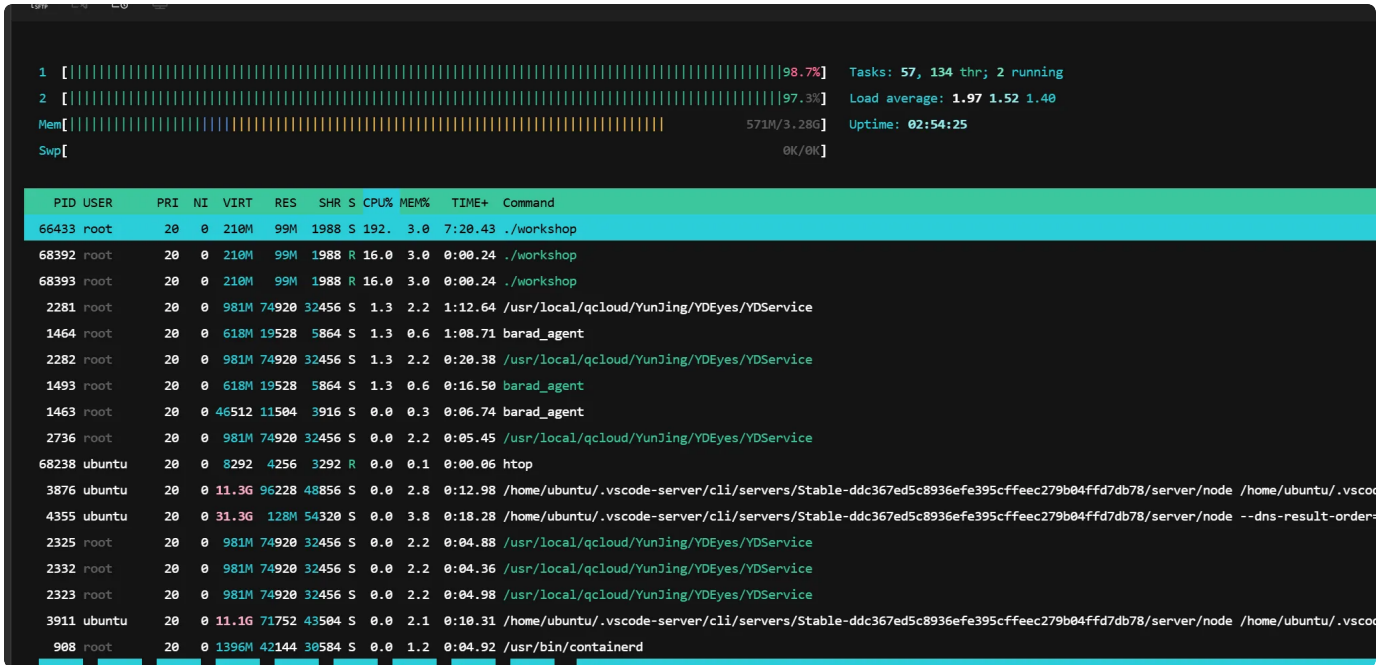 1 [98.7%] Tasks: 57, 134 thr; 2 running
2 [97.3%] Load average: 1.97 1.52 1.40
Mem[571M/3.28G] Uptime: 02:54:25
Swp[0K/0K]
PID USER PRI NI VIRT RES SHR S CPU% MEM% TIME+ Command
66433 root 20 0 210M 99M 1988 S 192. 3.0 7:20.43 ./workshop
68392 root 20 0 210M 99M 1988 R 16.0 3.0 0:00.24 ./workshop
68393 root 20 0 210M 99M 1988 R 16.0 3.0 0:00.24 ./workshop
2281 root 20 0 981M 74920 32456 S 1.3 2.2 1:12.64 /usr/local/qcloud/YunJing/YDEyes/YDService
1464 root 20 0 618M 19528 5864 S 1.3 0.6 1:08.71 barad_agent
2282 root 20 0 981M 74920 32456 S 1.3 2.2 0:20.38 /usr/local/qcloud/YunJing/YDEyes/YDService
1493 root 20 0 618M 19528 5864 S 1.3 0.6 0:16.50 barad_agent
1463 root 20 0 46512 11504 3916 S 0.0 0.3 0:06.74 barad_agent
2736 root 20 0 981M 74920 32456 S 0.0 2.2 0:05.45 /usr/local/qcloud/YunJing/YDEyes/YDService
68238 ubuntu 20 0 8292 4256 3292 R 0.0 0.1 0:00.06 htop
3876 ubuntu 20 0 11.3G 96228 48856 S 0.0 2.8 0:12.98 /home/ubuntu/.vscode-server/cli/servers/Stable-ddc367ed5c8936efe395cffeec279b04ffd7db78/server/node /home/ubuntu/.vscod
4355 ubuntu 20 0 31.3G 128M 54320 S 0.0 3.8 0:18.28 /home/ubuntu/.vscode-server/cli/servers/Stable-ddc367ed5c8936efe395cffeec279b04ffd7db78/server/node --dns-result-order=
2325 root 20 0 981M 74920 32456 S 0.0 2.2 0:04.88 /usr/local/qcloud/YunJing/YDEyes/YDService
2332 root 20 0 981M 74920 32456 S 0.0 2.2 0:04.36 /usr/local/qcloud/YunJing/YDEyes/YDService
2323 root 20 0 981M 74920 32456 S 0.0 2.2 0:04.98 /usr/local/qcloud/YunJing/YDEyes/YDService
3911 ubuntu 20 0 11.1G 71752 43504 S 0.0 2.1 0:10.31 /home/ubuntu/.vscode-server/cli/servers/Stable-ddc367ed5c8936efe395cffeec279b04ffd7db78/server/node /home/ubuntu/.vscod
908 root 20 0 1396M 42144 30584 S 0.0 1.2 0:04.92 /usr/bin/containerd